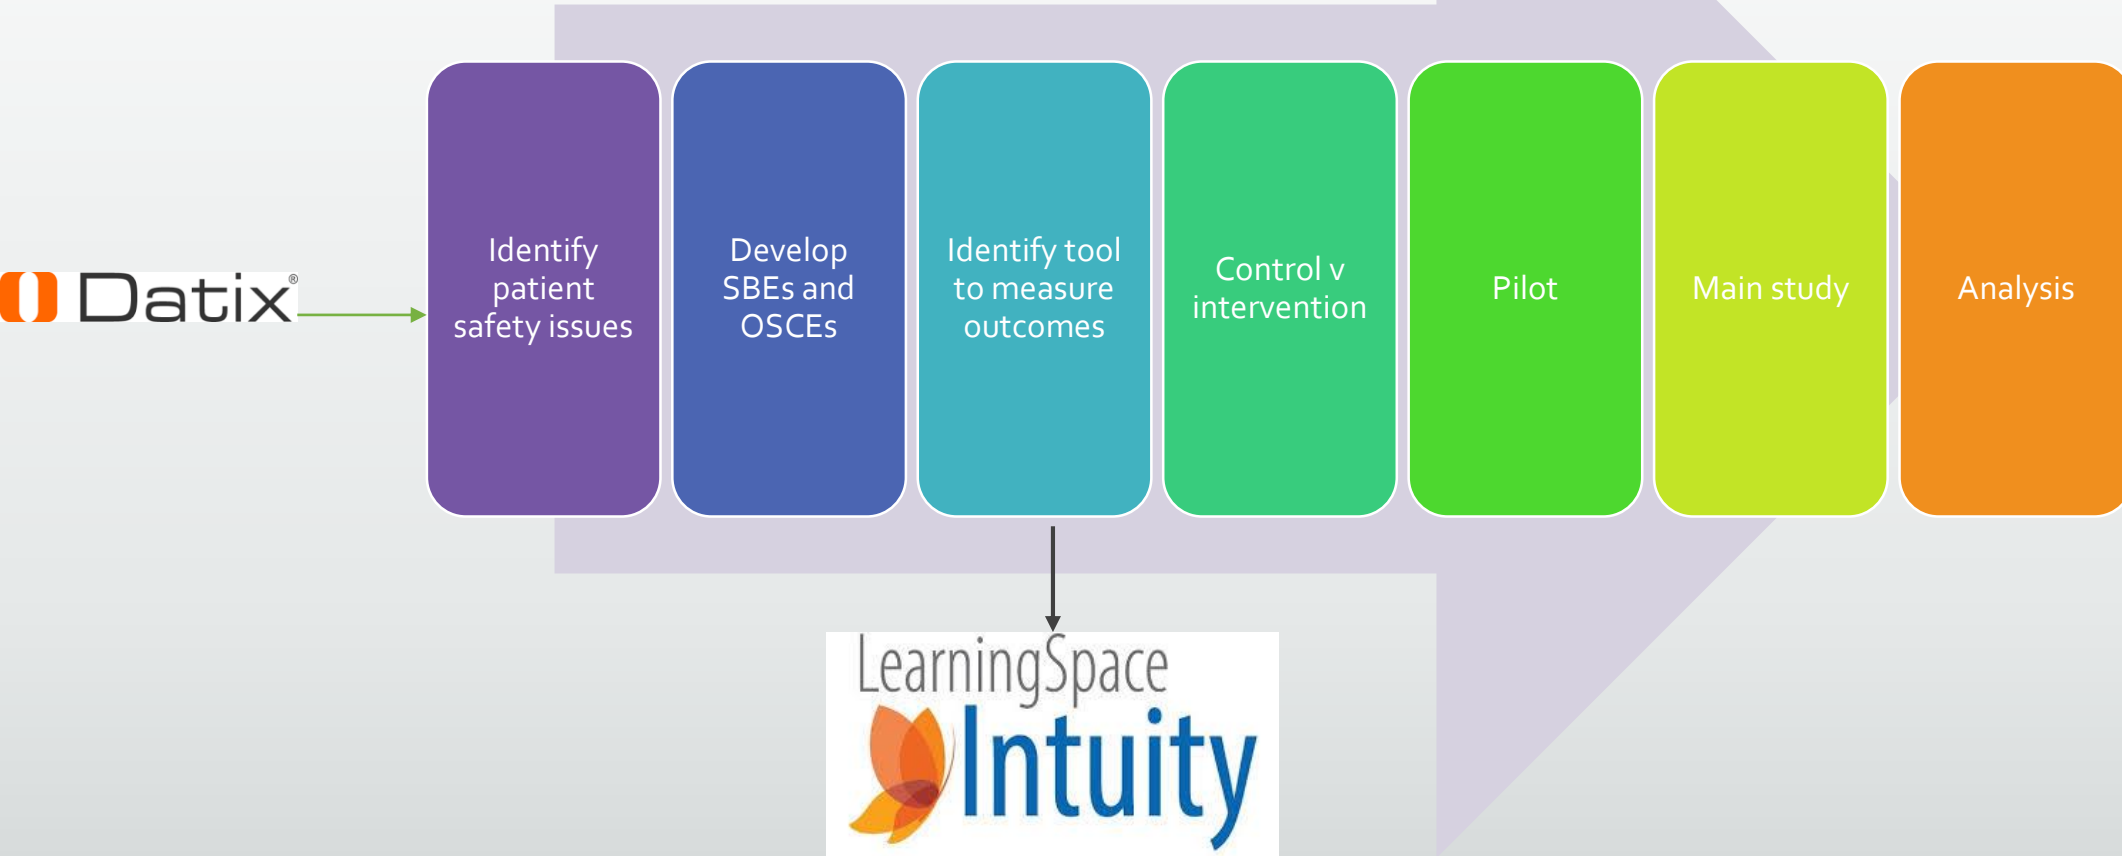 Datix®
Identify
patient
safety issues
Develop
SBEs and
OSCEs
Identify tool
to measure
outcomes
Control v
intervention
Pilot
Main study
Analysis
LearningSpace
Intuity